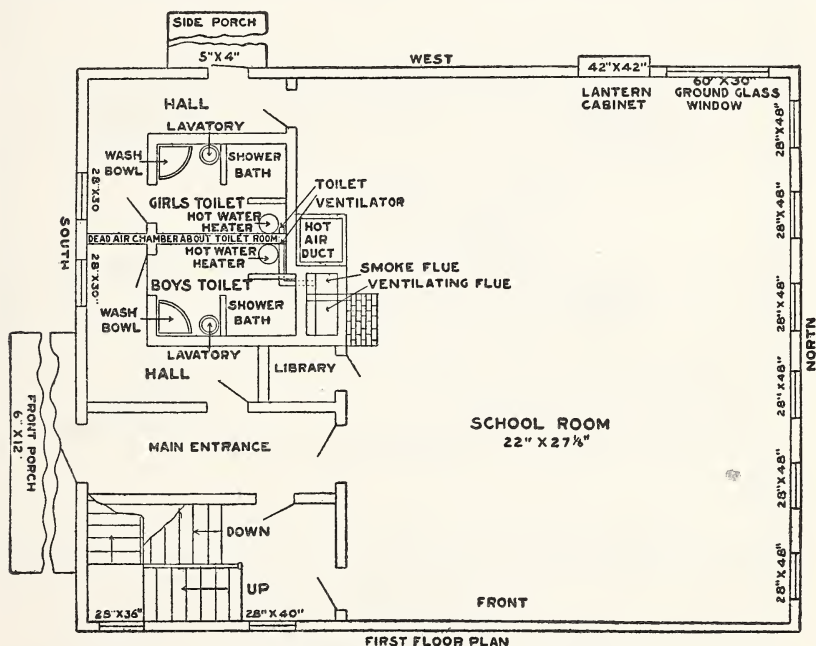 SIDE PORCH
5"X4"
WEST
42"X42"
LANTERN
CABINET
60"X30"
GROUND GLASS
WINDOW
HALL
LAVATORY
WASH
BOWL
SHOWER
BATH
28"X30
GIRLS TOILET
TOILET
VENTILATOR
HOT WATER
HEATER
HOT
AIR
DUCT
SOUTH
DEAD AIR CHAMBER ABOUT TOILET ROOM
HOT WATER
HEATER
28"X30"
BOYS TOILET
SMOKE FLUE
VENTILATING FLUE
WASH
BOWL
SHOWER
BATH
LAVATORY
HALL
LIBRARY
28"X48"
28"X48"
28"X48"
28"X48"
28"X48"
28"X48"
NORTH
FRONT PORCH
6"X12'
MAIN ENTRANCE
SCHOOL ROOM
22"X27⅛"
DOWN
UP
28"X36"
28"X40"
FRONT
FIRST FLOOR PLAN